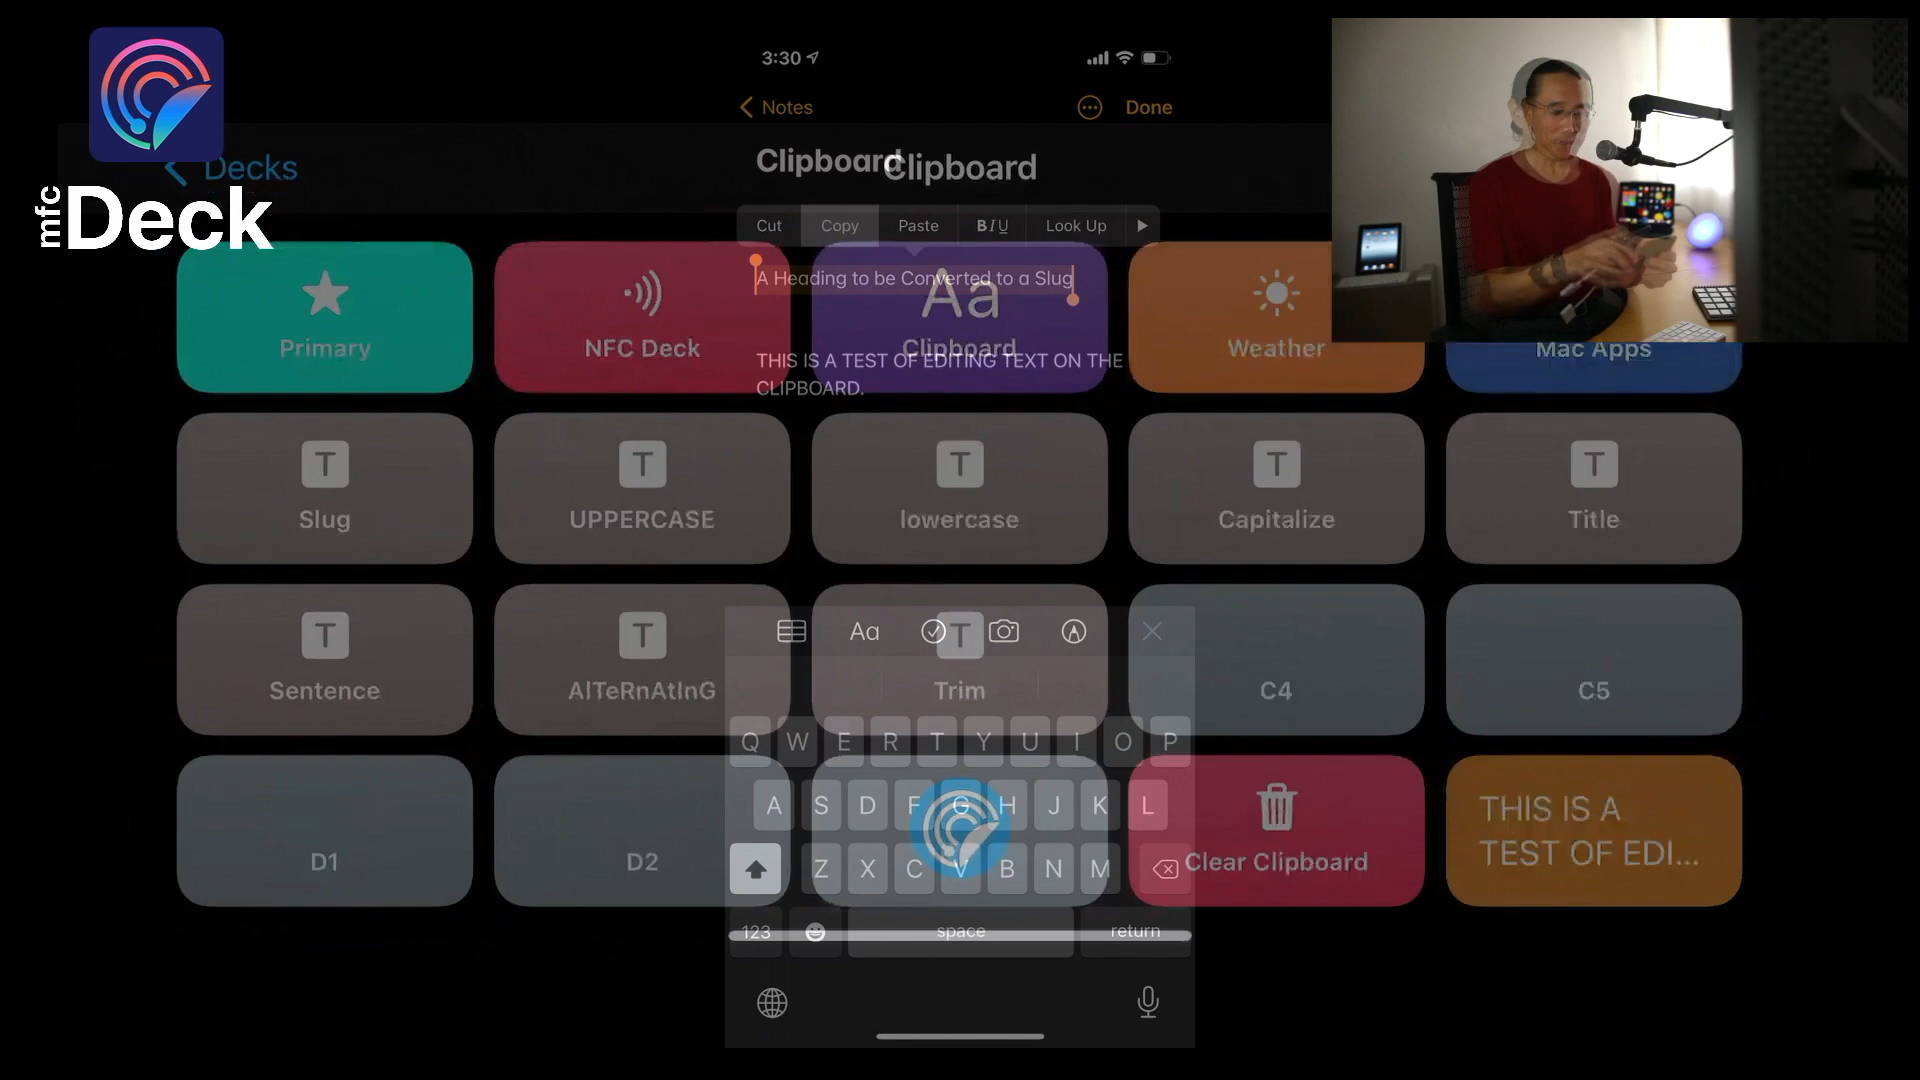 3:30
Notes
Done
Decks
Clipboard
Clipboard
mfc
Deck
Cut
Copy
Paste
BIU
Look Up
A Heading to be Converted to a Slug
Aa
Primary
NFC Deck
Clipboard
Weather
Mac Apps
THIS IS A TEST OF EDITING TEXT ON THE
CLIPBOARD.
T
T
T
T
T
Slug
UPPERCASE
lowercase
Capitalize
Title
T
T
Aa
T
Sentence
AlTeRnAtInG
Trim
C4
C5
Q W E R T Y U I O P
A S D F G H J K L
Z X C V B N M
D1
D2
Clear Clipboard
THIS IS A
TEST OF EDI...
123
space
return